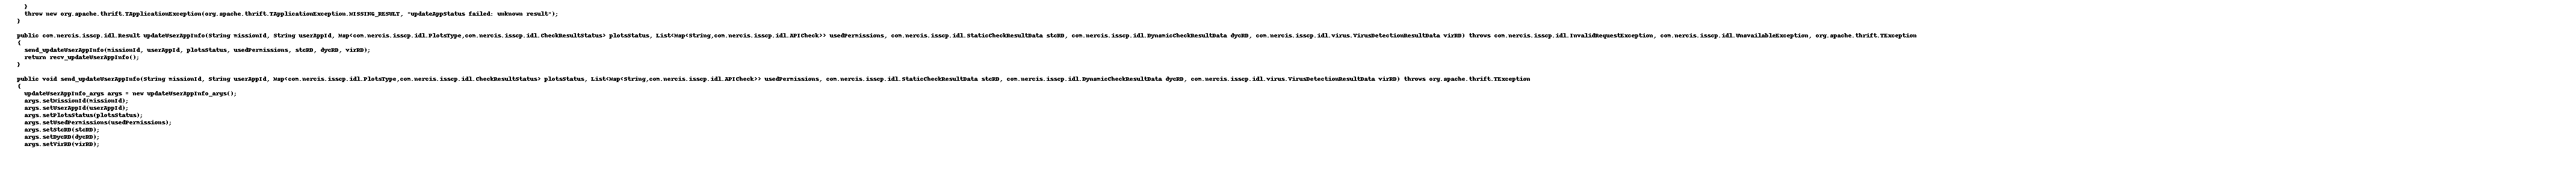 }
throw new org.apache.thrift.TApplicationException(org.apache.thrift.TApplicationException.MISSING_RESULT, "updateAppStatus failed: unknown result");
}
public com.nercis.isscp.idl.Result updateUserAppInfo(String missionId, String userAppId, Map<com.nercis.isscp.idl.PlotsType,com.nercis.isscp.idl.CheckResultStatus> plotsStatus, List<Map<String,com.nercis.isscp.idl.APICheck>> usedPermissions, com.nercis.isscp.idl.StaticCheckResultData stcRD, com.nercis.isscp.idl.DynamicCheckResultData dycRD, com.nercis.isscp.idl.virus.VirusDetectionResultData virRD) throws com.nercis.isscp.idl.InvalidRequestException, com.nercis.isscp.idl.UnavailableException, org.apache.thrift.TException
{
send_updateUserAppInfo(missionId, userAppId, plotsStatus, usedPermissions, stcRD, dycRD, virRD);
return recv_updateUserAppInfo();
}
public void send_updateUserAppInfo(String missionId, String userAppId, Map<com.nercis.isscp.idl.PlotsType,com.nercis.isscp.idl.CheckResultStatus> plotsStatus, List<Map<String,com.nercis.isscp.idl.APICheck>> usedPermissions, com.nercis.isscp.idl.StaticCheckResultData stcRD, com.nercis.isscp.idl.DynamicCheckResultData dycRD, com.nercis.isscp.idl.virus.VirusDetectionResultData virRD) throws org.apache.thrift.TException
{
updateUserAppInfo_args args = new updateUserAppInfo_args();
args.setMissionId(missionId);
args.setUserAppId(userAppId);
args.setPlotsStatus(plotsStatus);
args.setUsedPermissions(usedPermissions);
args.setStcRD(stcRD);
args.setDycRD(dycRD);
args.setVirRD(virRD);